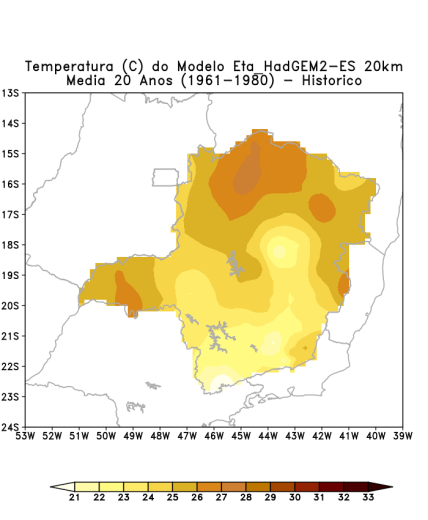 Temperatura (C) do Modelo Eta_HadGEM2-ES 20km
Media 20 Anos (1961-1980) - Historico
13S
14S
15S
16S
17S
18S
19S
20S
21S
22S
23S
24S
53W 52W 51W 50W 49W 48W 47W 46W 45W 44W 43W 42W 41W 40W 39W
21 22 23 24 25 26 27 28 29 30 31 32 33